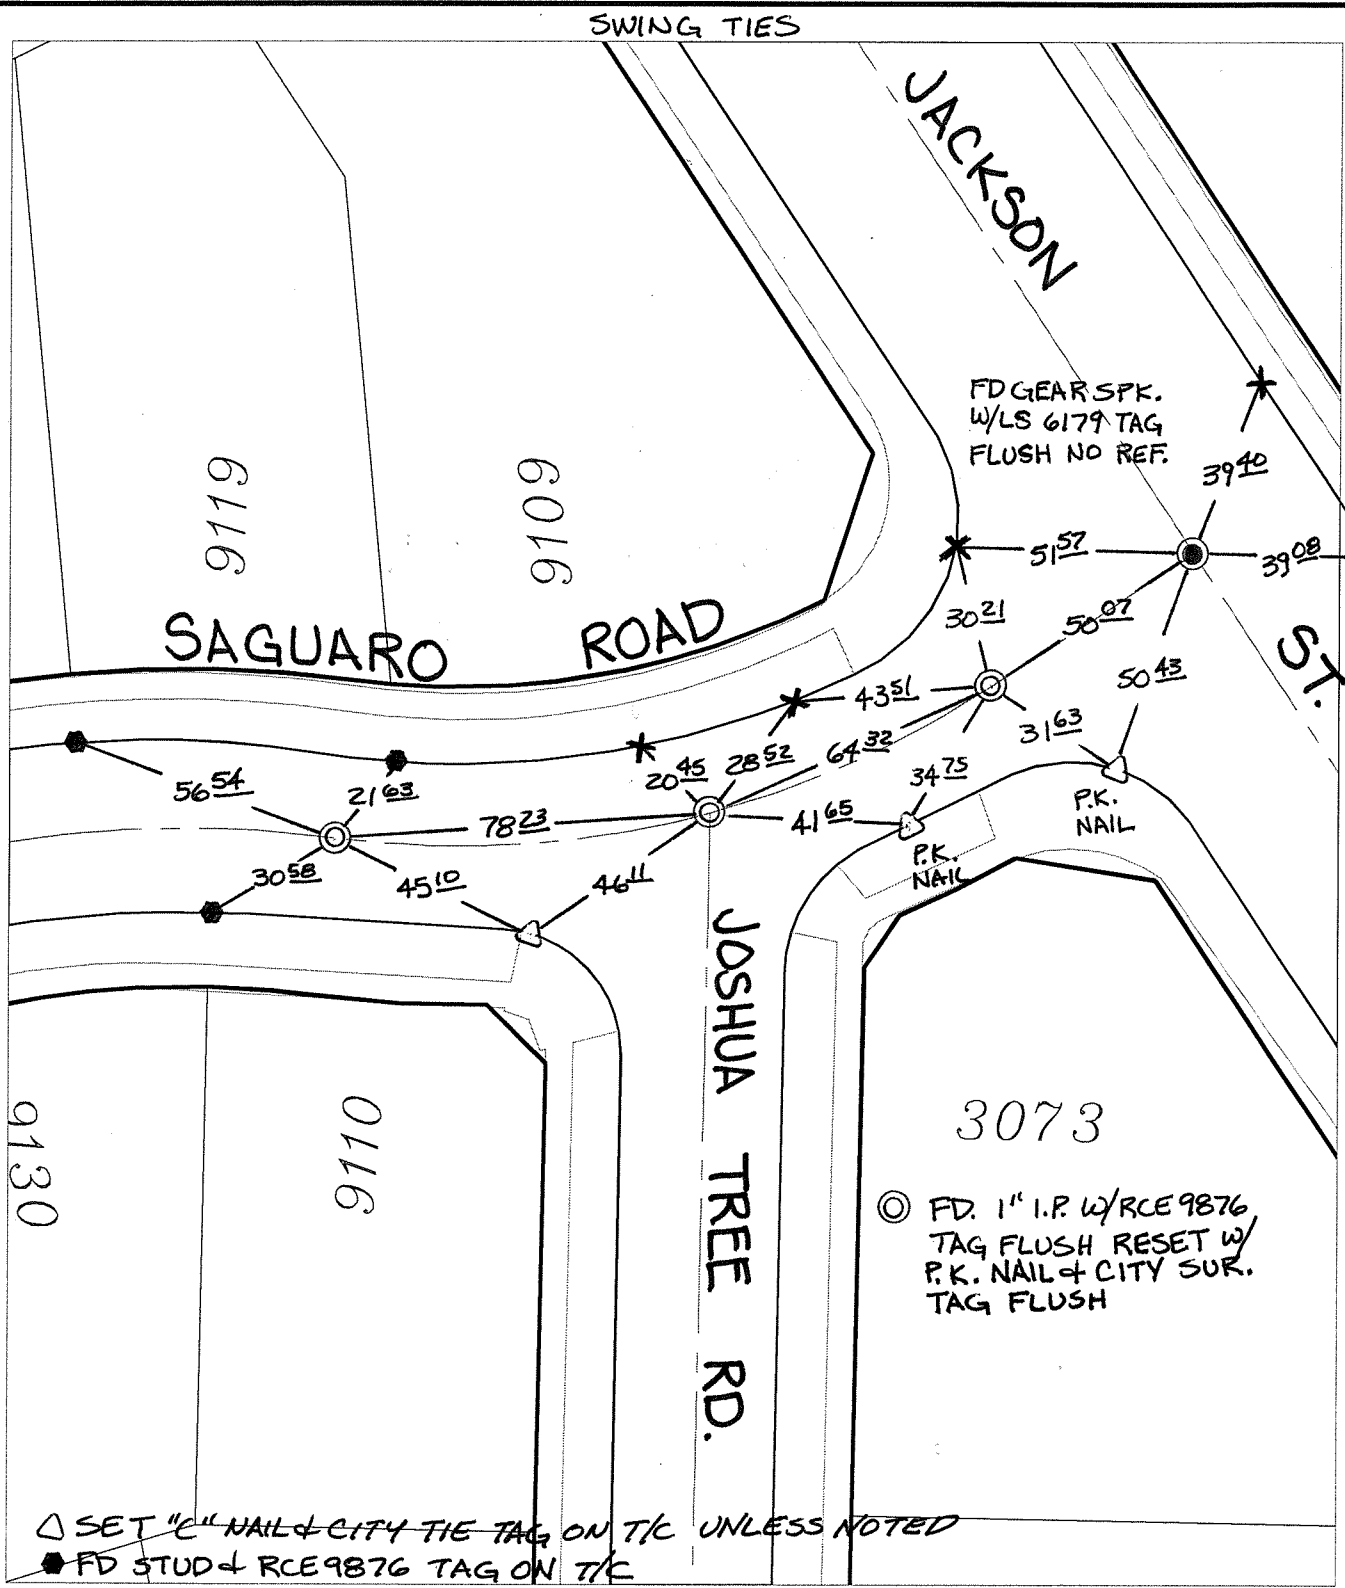 SWING TIES
JACKSON
ST.
FD GEAR SPK.
W/LS 6179 TAG
FLUSH NO REF.
39 40
51 57
39 08
30 21
50 07
50 43
9119
9109
SAGUARO ROAD
43 51
31 63
64 32
34 75
20 45
28 52
56 54
21 63
78 23
41 65
P.K.
NAIL
P.K.
NAIL
30 58
45 10
46 11
JOSHUA TREE RD.
9130
9110
3073
FD. 1" I.P. W/RCE 9876
TAG FLUSH RESET W/
P.K. NAIL & CITY SUR.
TAG FLUSH
SET "C" NAIL & CITY TIE TAG ON T/C UNLESS NOTED
FD STUD & RCE 9876 TAG ON T/C